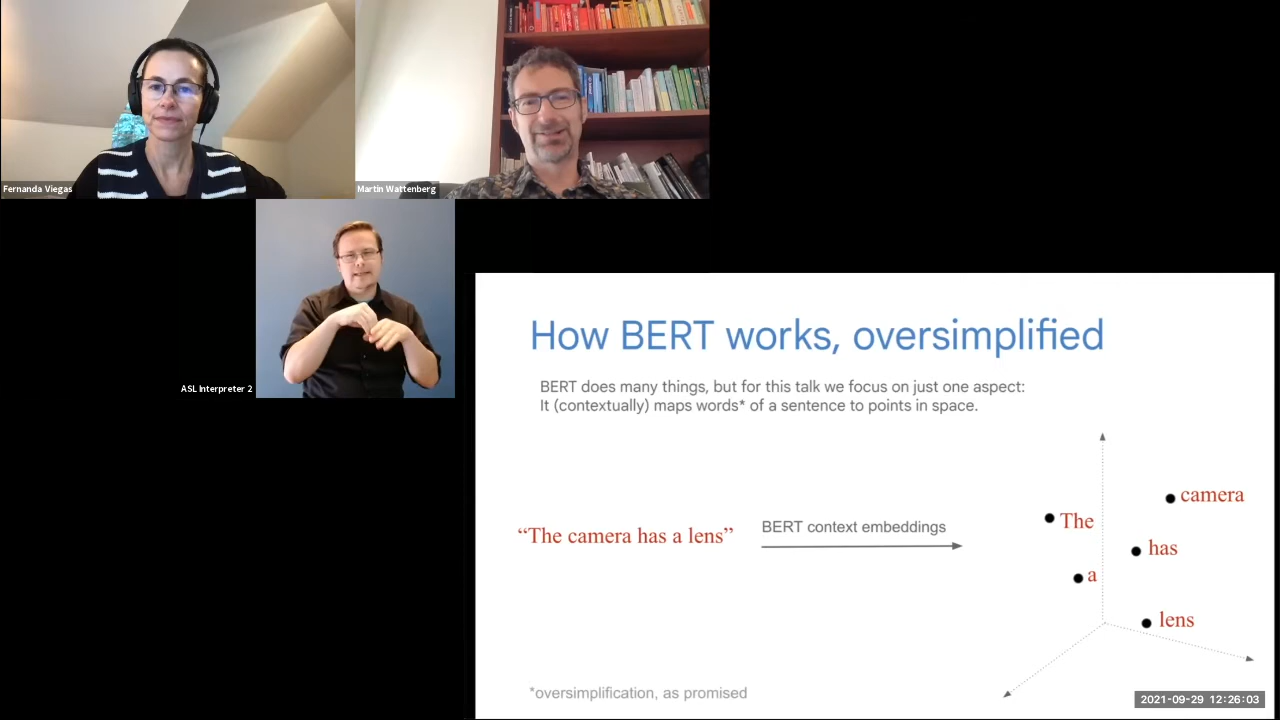 Fernanda Viegas
Martin Wattenberg
ASL Interpreter 2
How BERT works, oversimplified
BERT does many things, but for this talk we focus on just one aspect:
It (contextually) maps words* of a sentence to points in space.
“The camera has a lens”
BERT context embeddings
camera
The
has
a
lens
*oversimplification, as promised
2021-09-29 12:26:03